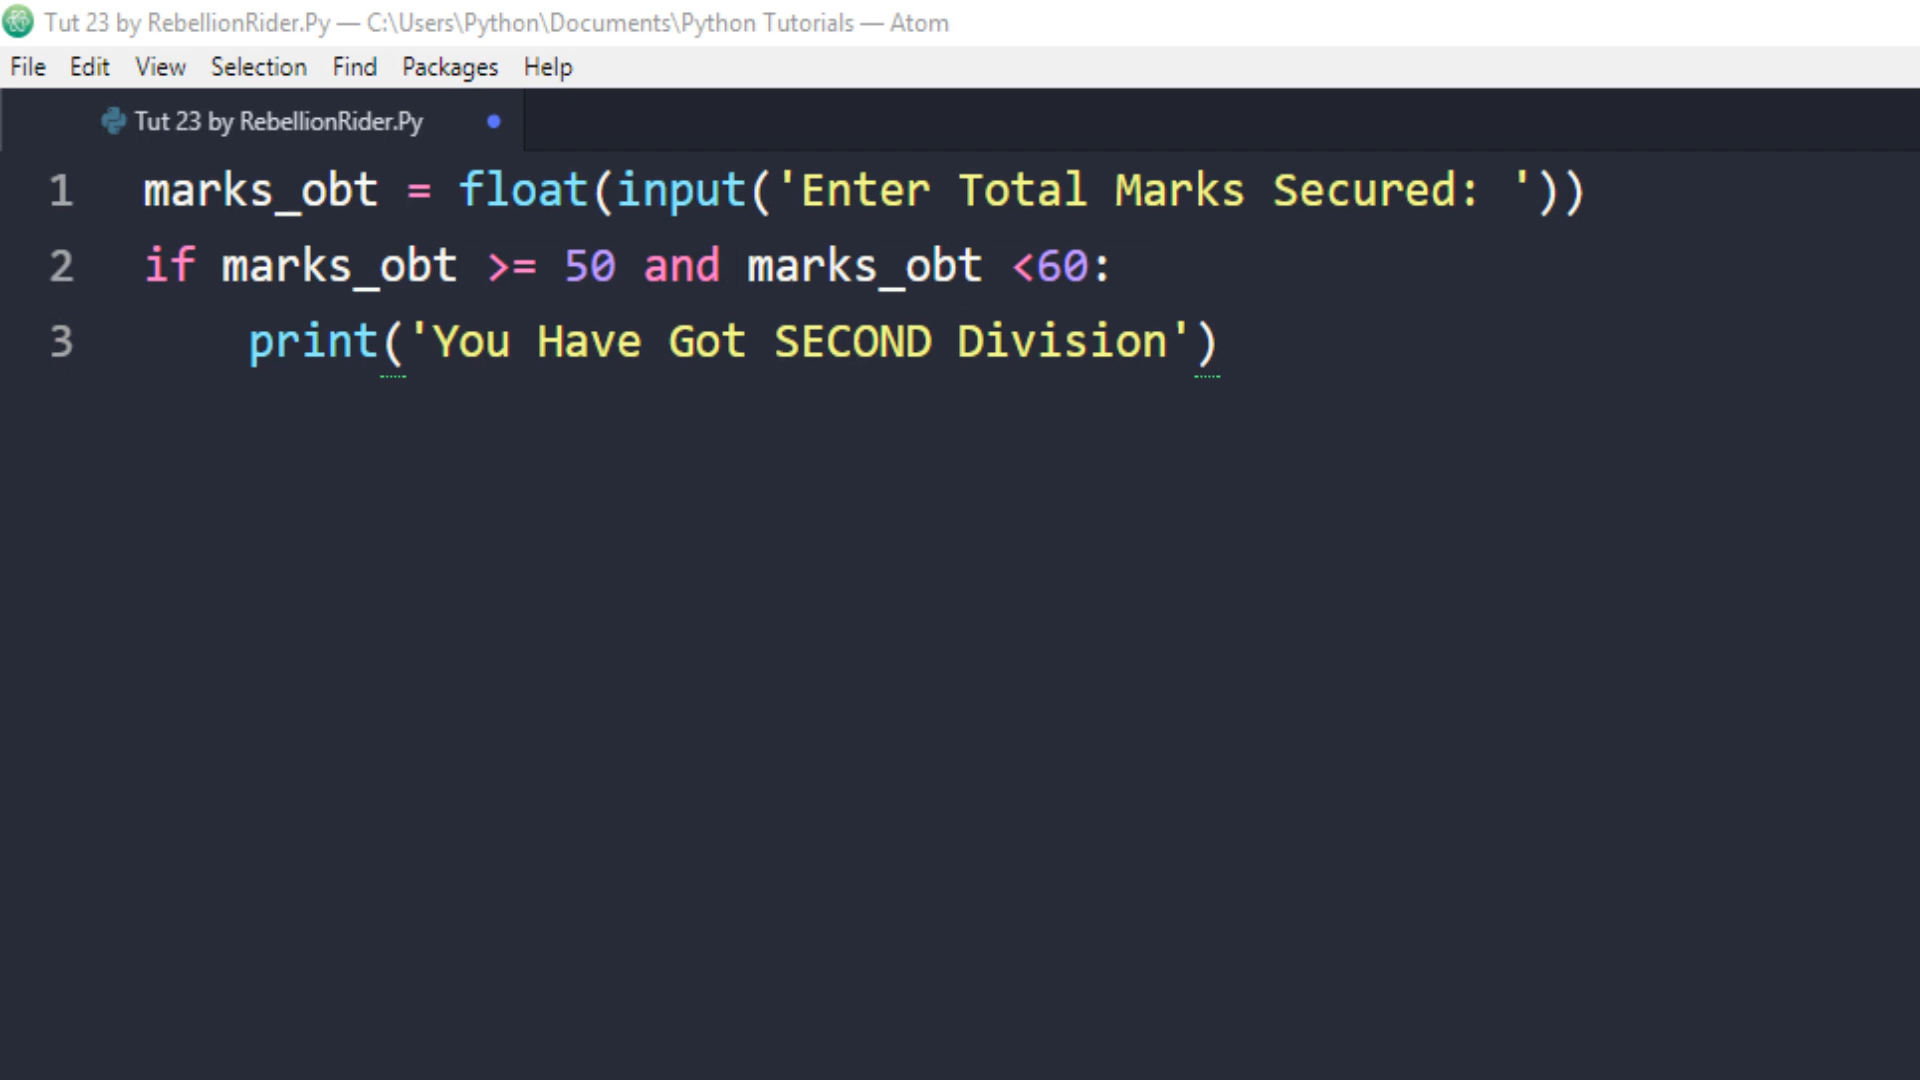 Tut 23 by RebellionRider.Py — C:\Users\Python\Documents\Python Tutorials — Atom
File Edit View Selection Find Packages Help
Tut 23 by RebellionRider.Py
1 marks_obt = float(input('Enter Total Marks Secured: '))
2 if marks_obt >= 50 and marks_obt <60:
3     print('You Have Got SECOND Division')